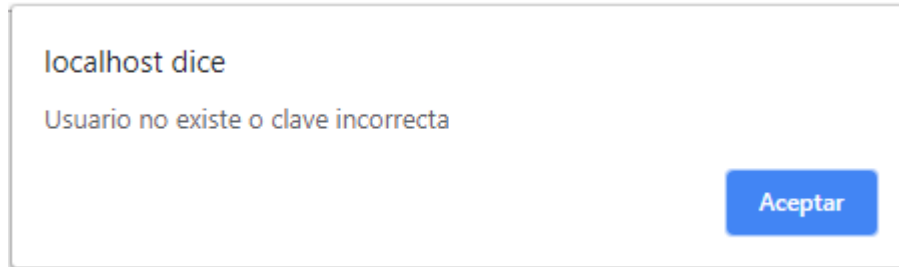 localhost dice
Usuario no existe o clave incorrecta
Aceptar